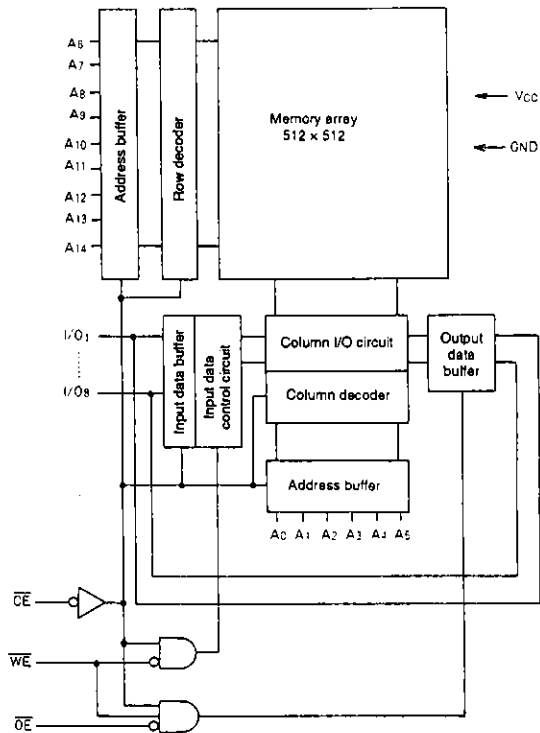 A6
A7
A8
A9
A10
A11
A12
A13
A14
Address buffer
Row decoder
Memory array
512 × 512
VCC
GND
I/O1
I/O8
Input data buffer
Input data
control circuit
Column I/O circuit
Column decoder
Output
data
buffer
Address buffer
A0 A1 A2 A3 A4 A5
CE
WE
OE